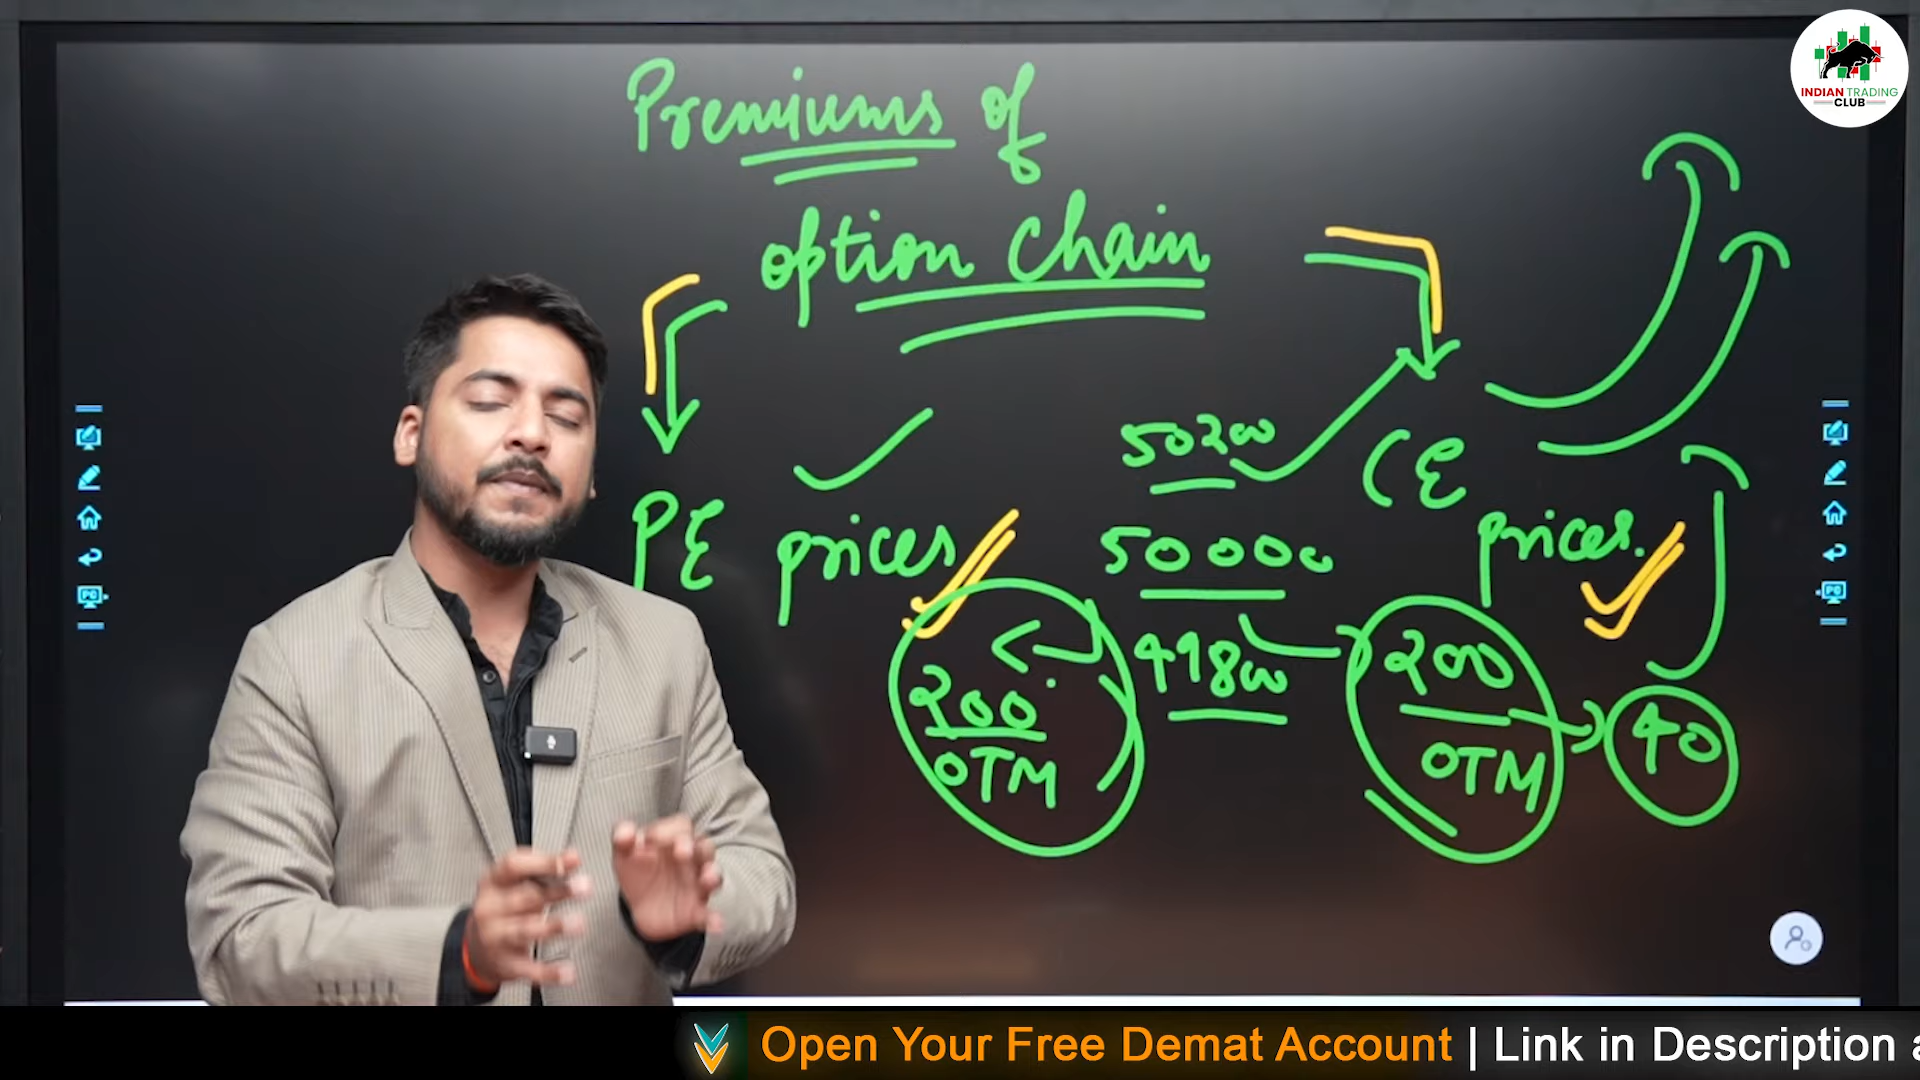 INDIAN TRADING
CLUB
Premiums of
option Chain
50200
CE
PE prices
50000
prices.
200
OTM
49800
200
OTM
40
Open Your Free Demat Account | Link in Description a